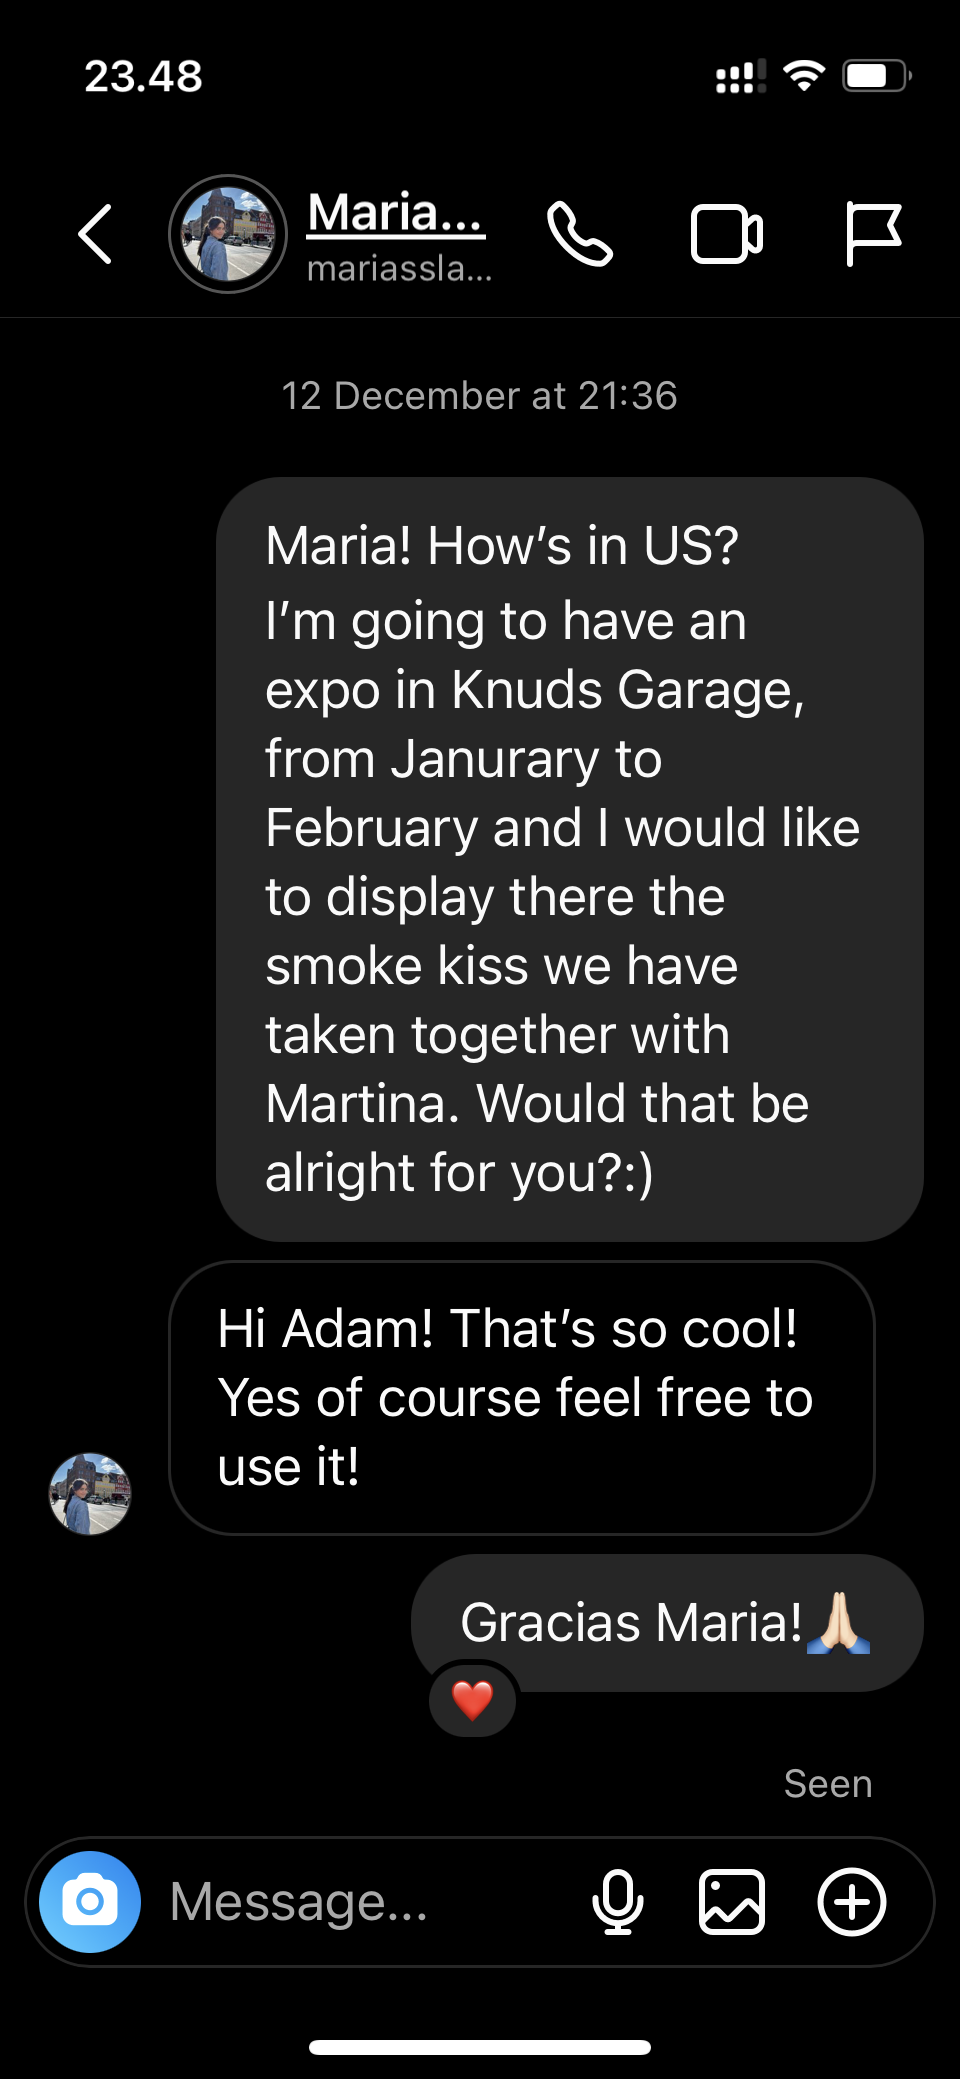 23.48
Maria...
mariassla...
12 December at 21:36
Maria! How's in US?
I'm going to have an
expo in Knuds Garage,
from Janurary to
February and I would like
to display there the
smoke kiss we have
taken together with
Martina. Would that be
alright for you?:)
Hi Adam! That's so cool!
Yes of course feel free to
use it!
Gracias Maria!🙏🏻
❤️
Seen
Message...